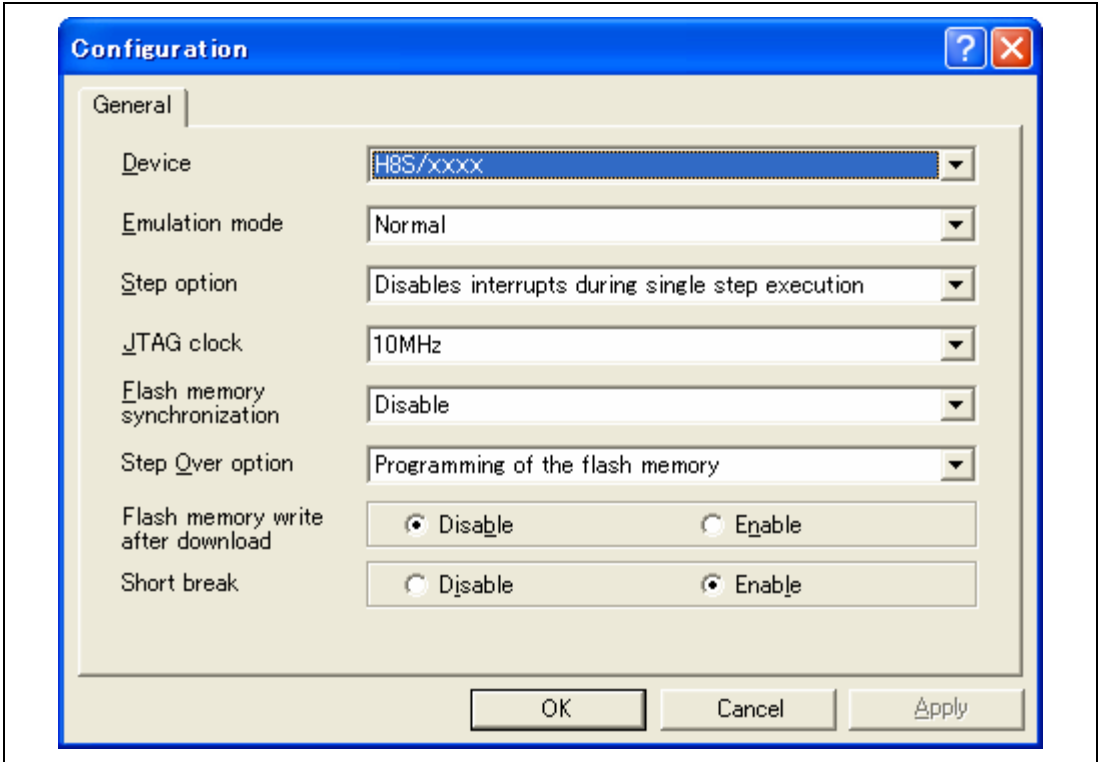 Configuration
General
Device H8S/xxxx
Emulation mode Normal
Step option Disables interrupts during single step execution
JTAG clock 10MHz
Flash memory
synchronization Disable
Step Over option Programming of the flash memory
Flash memory write
after download Disable Enable
Short break Disable Enable
OK Cancel Apply